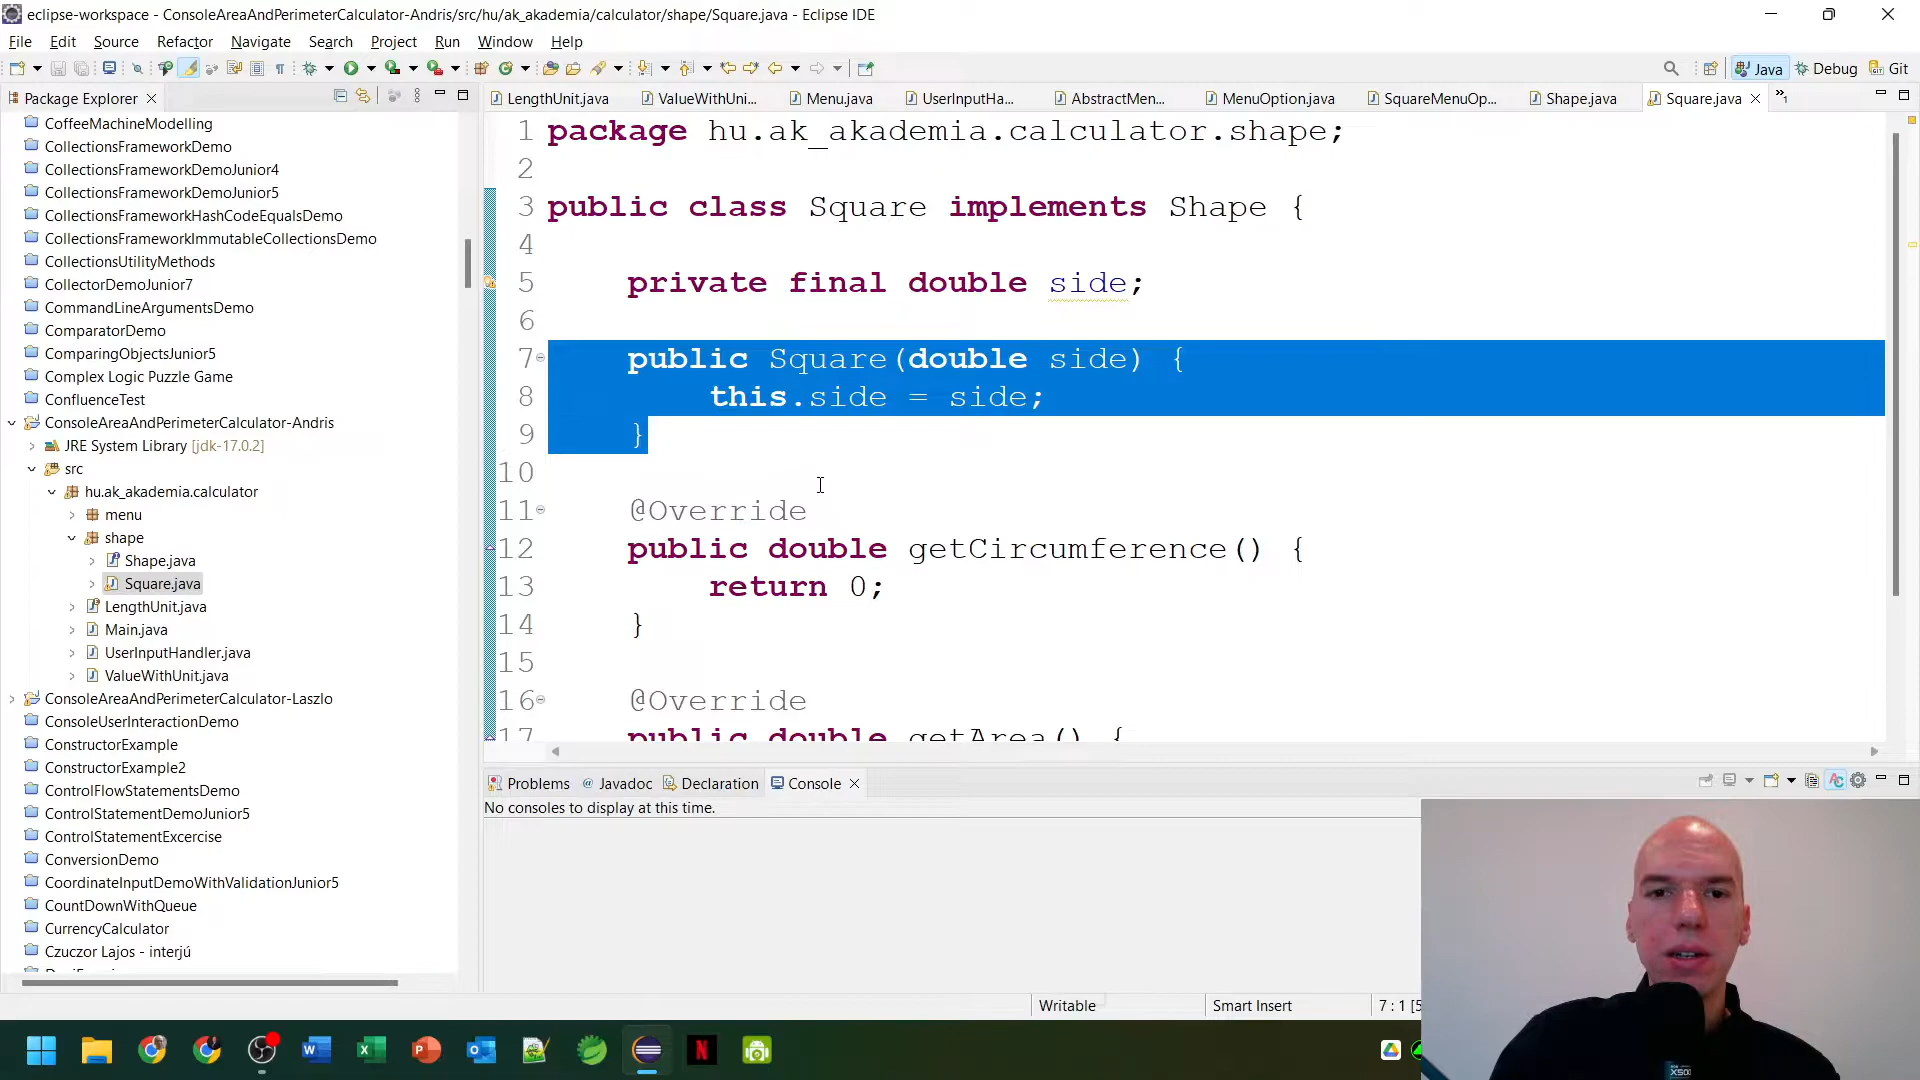 eclipse-workspace - ConsoleAreaAndPerimeterCalculator-Andris/src/hu/ak_akademia/calculator/shape/Square.java - Eclipse IDE
File Edit Source Refactor Navigate Search Project Run Window Help
Java Debug Git
Package Explorer
LengthUnit.java ValueWithUni... Menu.java UserInputHa... AbstractMen... MenuOption.java SquareMenuOp... Shape.java Square.java
CoffeeMachineModelling
CollectionsFrameworkDemo
CollectionsFrameworkDemoJunior4
CollectionsFrameworkDemoJunior5
CollectionsFrameworkHashCodeEqualsDemo
CollectionsFrameworkImmutableCollectionsDemo
CollectionsUtilityMethods
CollectorDemoJunior7
CommandLineArgumentsDemo
ComparatorDemo
ComparingObjectsJunior5
Complex Logic Puzzle Game
ConfluenceTest
ConsoleAreaAndPerimeterCalculator-Andris
JRE System Library [jdk-17.0.2]
src
hu.ak_akademia.calculator
menu
shape
Shape.java
Square.java
LengthUnit.java
Main.java
UserInputHandler.java
ValueWithUnit.java
ConsoleAreaAndPerimeterCalculator-Laszlo
ConsoleUserInteractionDemo
ConstructorExample
ConstructorExample2
ControlFlowStatementsDemo
ControlStatementDemoJunior5
ControlStatementExcercise
ConversionDemo
CoordinateInputDemoWithValidationJunior5
CountDownWithQueue
CurrencyCalculator
Czuczor Lajos - interjú
1 package hu.ak_akademia.calculator.shape;
2
3 public class Square implements Shape {
4
5 private final double side;
6
7 public Square(double side) {
8 this.side = side;
9 }
10
11 @Override
12 public double getCircumference() {
13 return 0;
14 }
15
16 @Override
17 public double getArea() {
Problems Javadoc Declaration Console
No consoles to display at this time.
Writable Smart Insert 7 : 1 [5